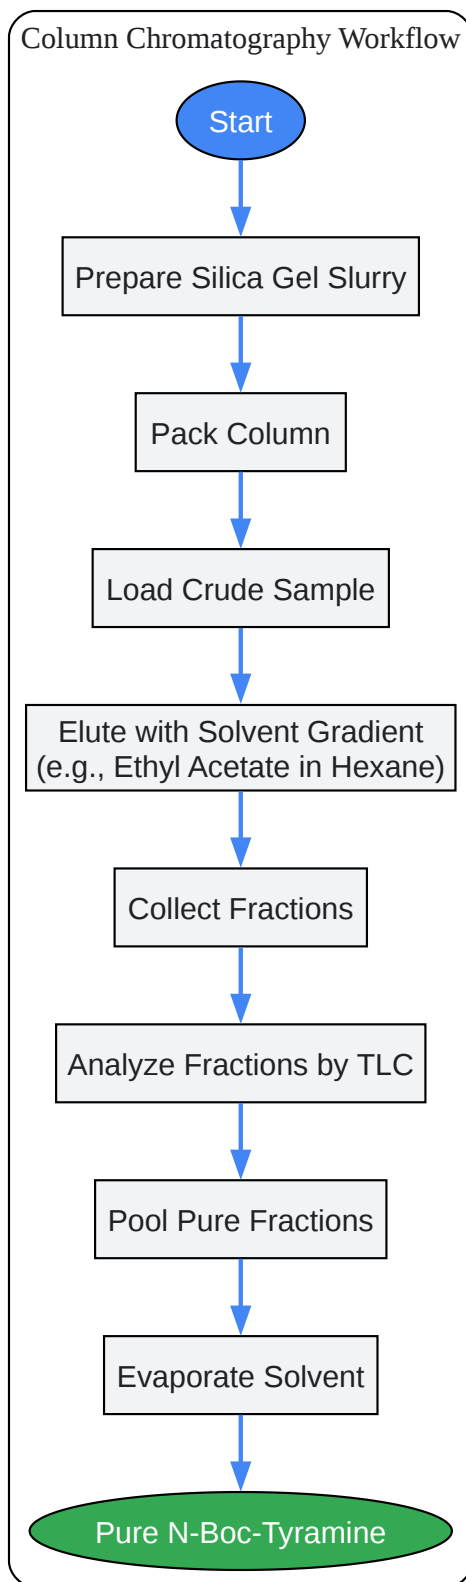 Column Chromatography Workflow
Start
Prepare Silica Gel Slurry
Pack Column
Load Crude Sample
Elute with Solvent Gradient
(e.g., Ethyl Acetate in Hexane)
Collect Fractions
Analyze Fractions by TLC
Pool Pure Fractions
Evaporate Solvent
Pure N-Boc-Tyramine